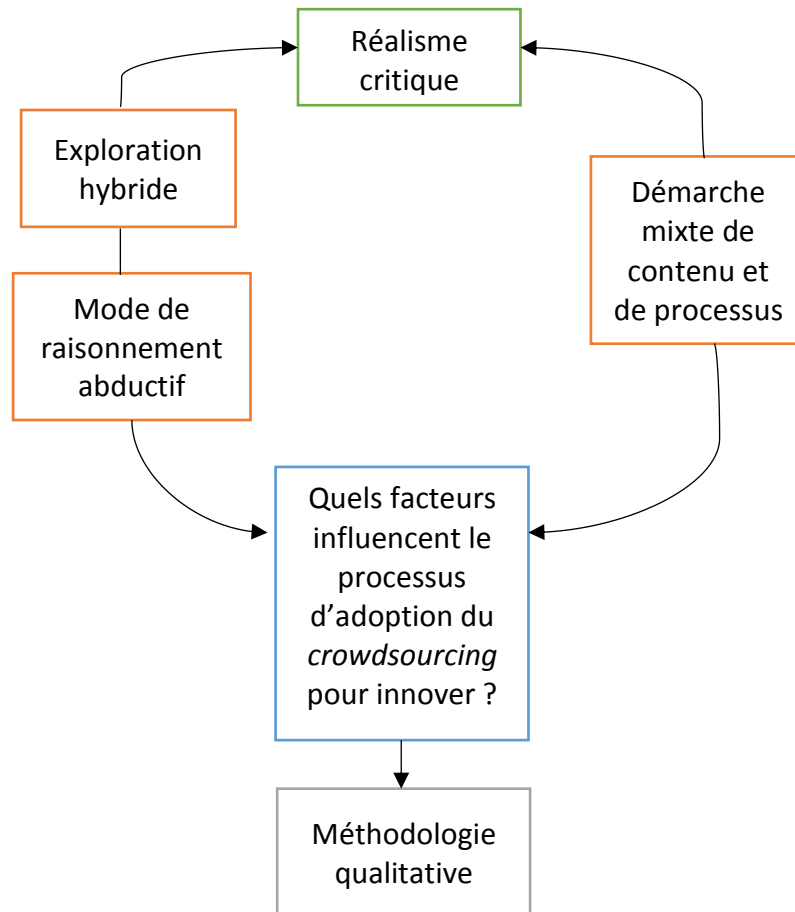 Réalisme
critique
Exploration
hybride
Démarche
mixte de
contenu et
de processus
Mode de
raisonnement
abductif
Quels facteurs
influencent le
processus
d’adoption du
crowdsourcing
pour innover ?
Méthodologie
qualitative